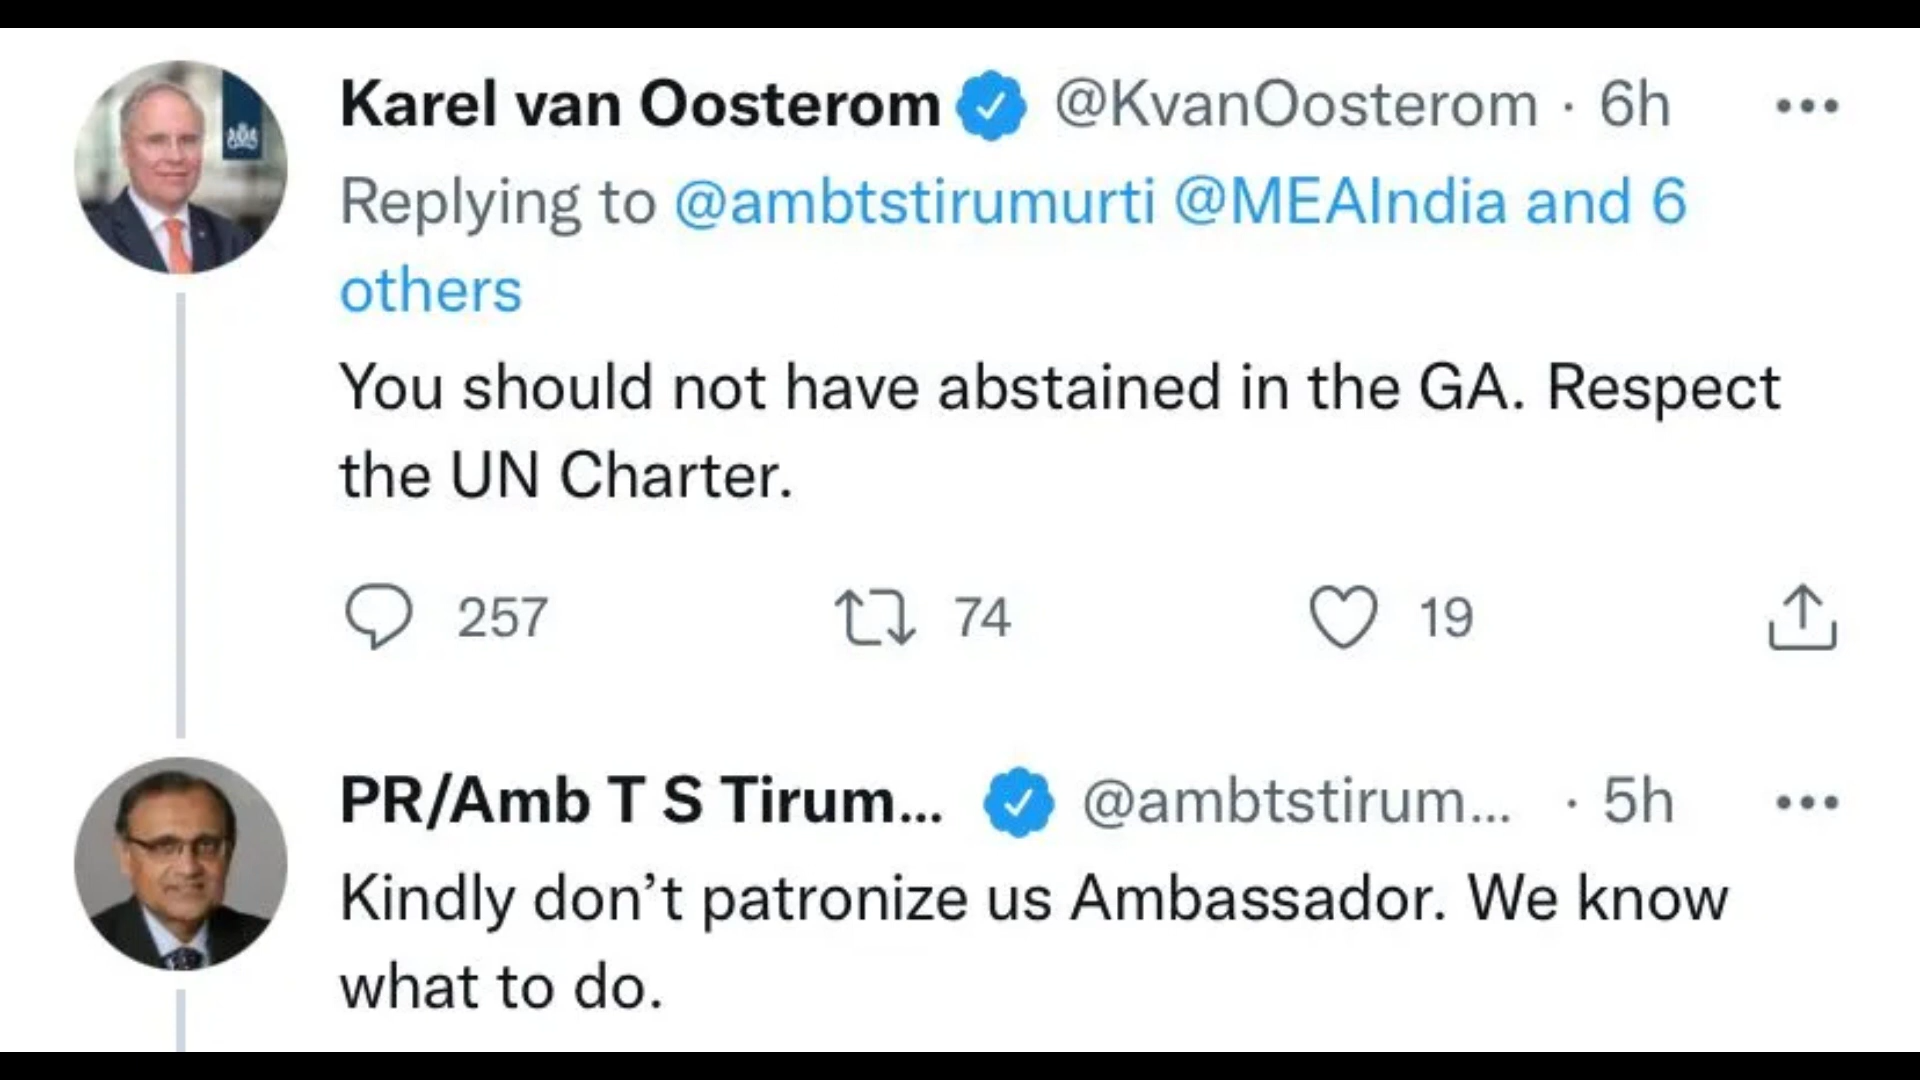 Karel van Oosterom @KvanOosterom · 6h
Replying to @ambtstirumurti @MEAIndia and 6
others
You should not have abstained in the GA. Respect
the UN Charter.
257 74 19
PR/Amb T S Tirum... @ambtstirum... · 5h
Kindly don’t patronize us Ambassador. We know
what to do.